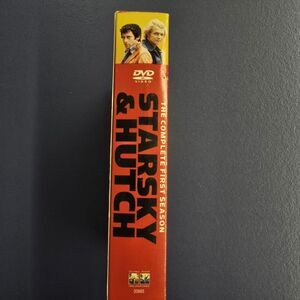 DVD
VIDEO
THE COMPLETE FIRST SEASON
STARSKY
& HUTCH